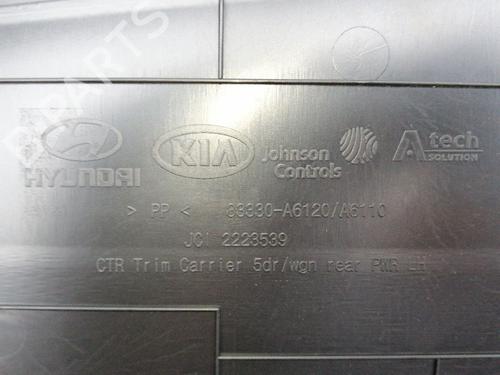 B-PARTS
HYUNDAI KIA Johnson Controls Atech SOLUTION
> PP < 83330-A6120/A6110
JCI 2223539
CTR Trim Carrier 5dr/wgn rear PWR LH